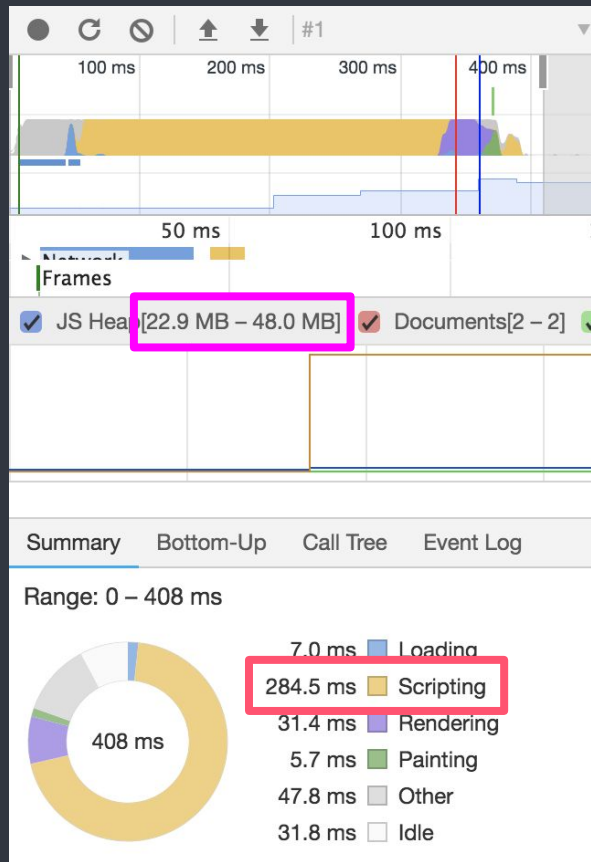 #1
100 ms 200 ms 300 ms 400 ms
50 ms 100 ms
Network
Frames
JS Heap[22.9 MB – 48.0 MB] Documents[2 – 2]
Summary Bottom-Up Call Tree Event Log
Range: 0 – 408 ms
408 ms
7.0 ms Loading
284.5 ms Scripting
31.4 ms Rendering
5.7 ms Painting
47.8 ms Other
31.8 ms Idle